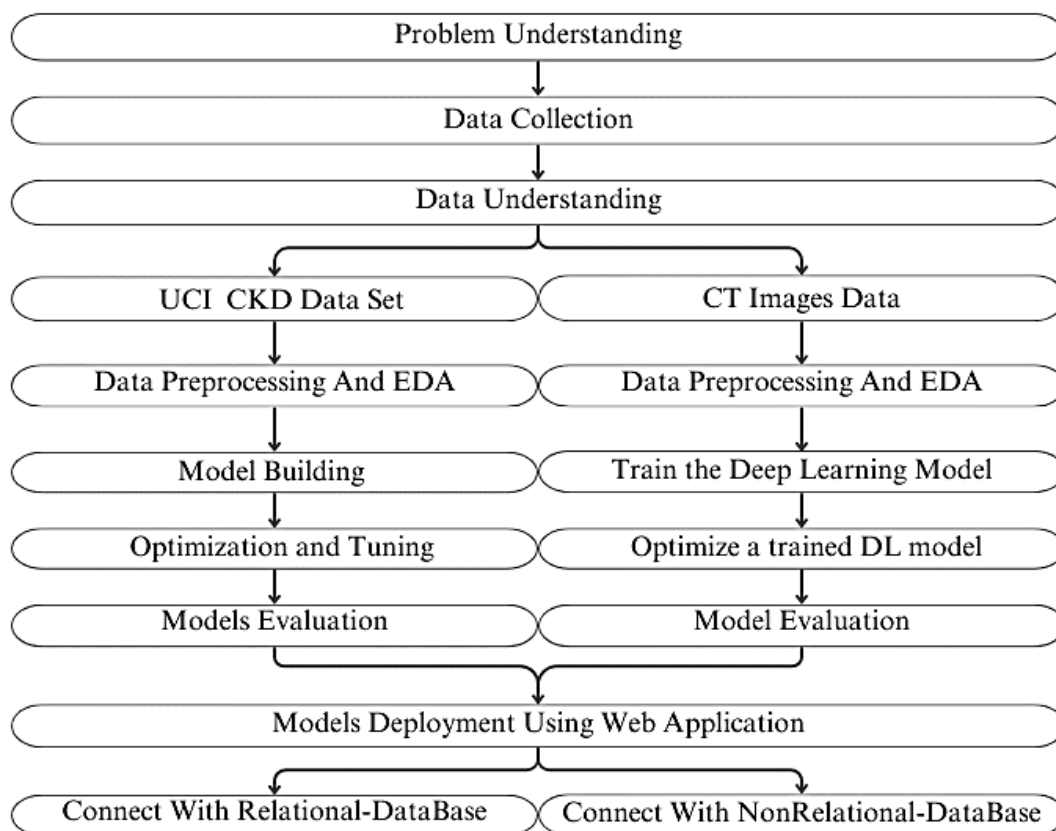 Problem Understanding
Data Collection
Data Understanding
UCI CKD Data Set
CT Images Data
Data Preprocessing And EDA
Data Preprocessing And EDA
Model Building
Train the Deep Learning Model
Optimization and Tuning
Optimize a trained DL model
Models Evaluation
Model Evaluation
Models Deployment Using Web Application
Connect With Relational-DataBase
Connect With NonRelational-DataBase